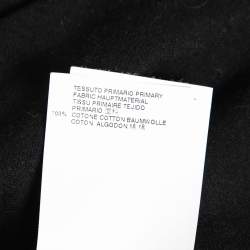 TESSUTO PRIMARIO PRIMARY
FABRIC HAUPTMATERIAL
TISSU PRIMAIRE TEJIDO
PRIMARIO
100% COTONE COTTON BAUMWOLLE
COTON ALGODON